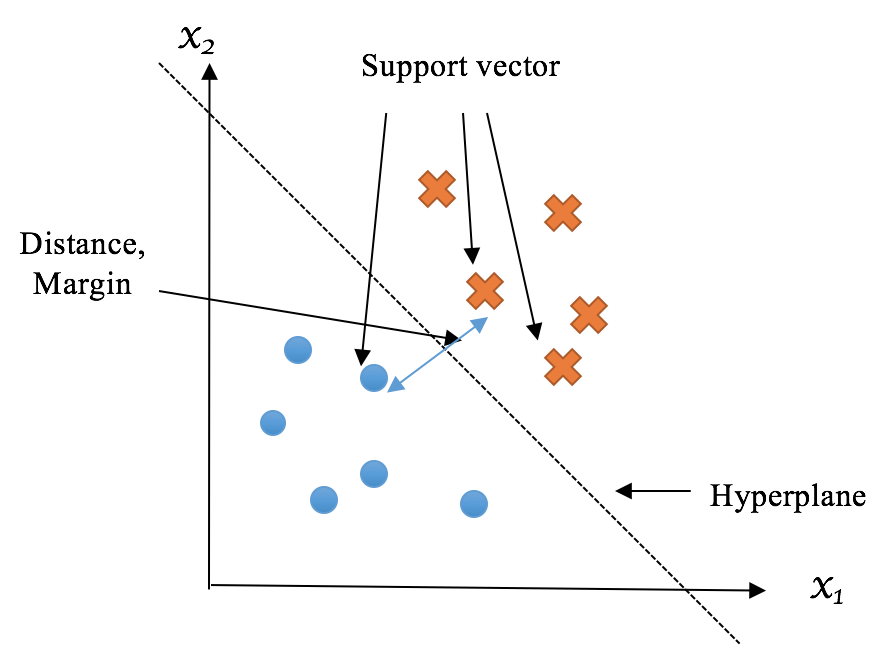 x₂
Support vector
Distance,
Margin
Hyperplane
x₁